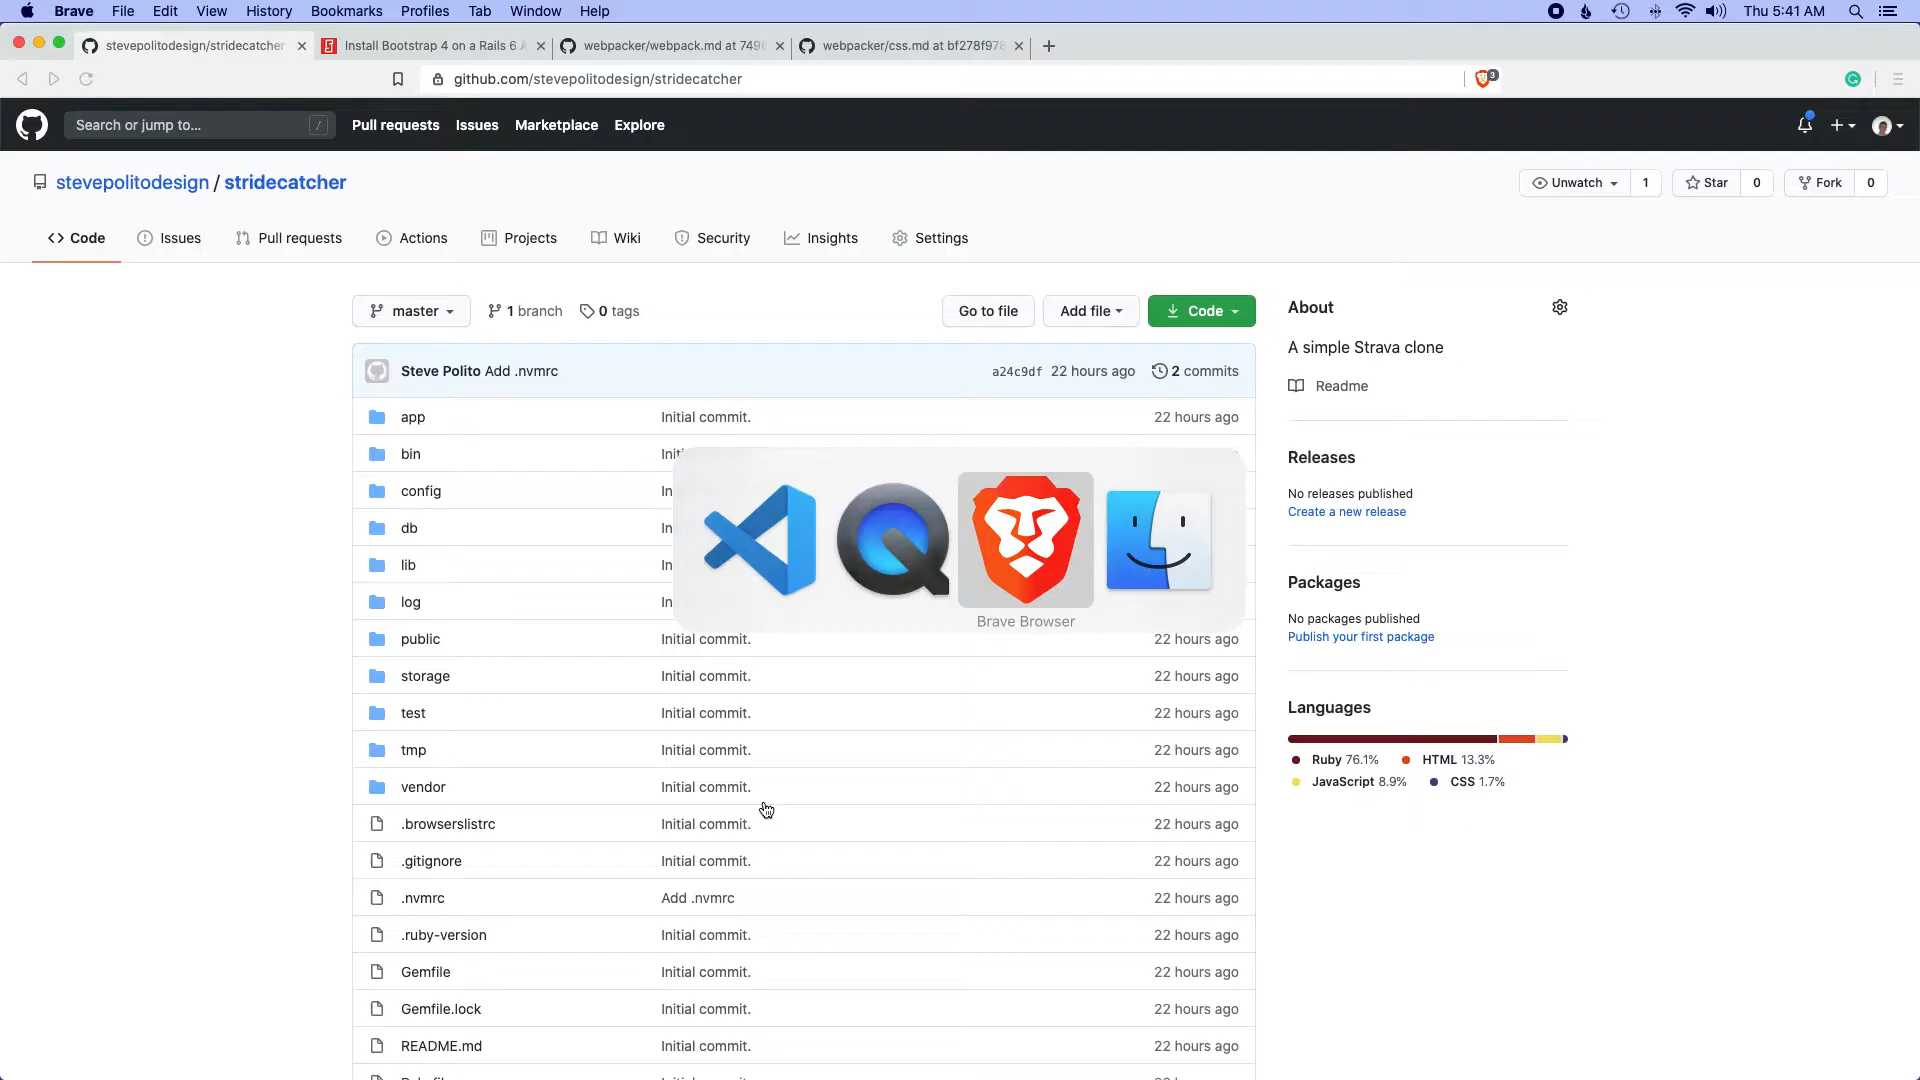 Brave File Edit View History Bookmarks Profiles Tab Window Help Thu 5:41 AM
stevepolitodesign/stridecatcher Install Bootstrap 4 on a Rails 6 webpacker/webpack.md at 749 webpacker/css.md at bf278f978
github.com/stevepolitodesign/stridecatcher 3
Search or jump to... / Pull requests Issues Marketplace Explore
stevepolitodesign / stridecatcher Unwatch 1 Star 0 Fork 0
Code Issues Pull requests Actions Projects Wiki Security Insights Settings
master 1 branch 0 tags Go to file Add file Code
Steve Polito Add .nvmrc a24c9df 22 hours ago 2 commits
app Initial commit. 22 hours ago
bin
config
db
lib
log
public Initial commit. 22 hours ago
storage Initial commit. 22 hours ago
test Initial commit. 22 hours ago
tmp Initial commit. 22 hours ago
vendor Initial commit. 22 hours ago
.browserslistrc Initial commit. 22 hours ago
.gitignore Initial commit. 22 hours ago
.nvmrc Add .nvmrc 22 hours ago
.ruby-version Initial commit. 22 hours ago
Gemfile Initial commit. 22 hours ago
Gemfile.lock Initial commit. 22 hours ago
README.md Initial commit. 22 hours ago
Brave Browser
About
A simple Strava clone
Readme
Releases
No releases published
Create a new release
Packages
No packages published
Publish your first package
Languages
Ruby 76.1% HTML 13.3%
JavaScript 8.9% CSS 1.7%